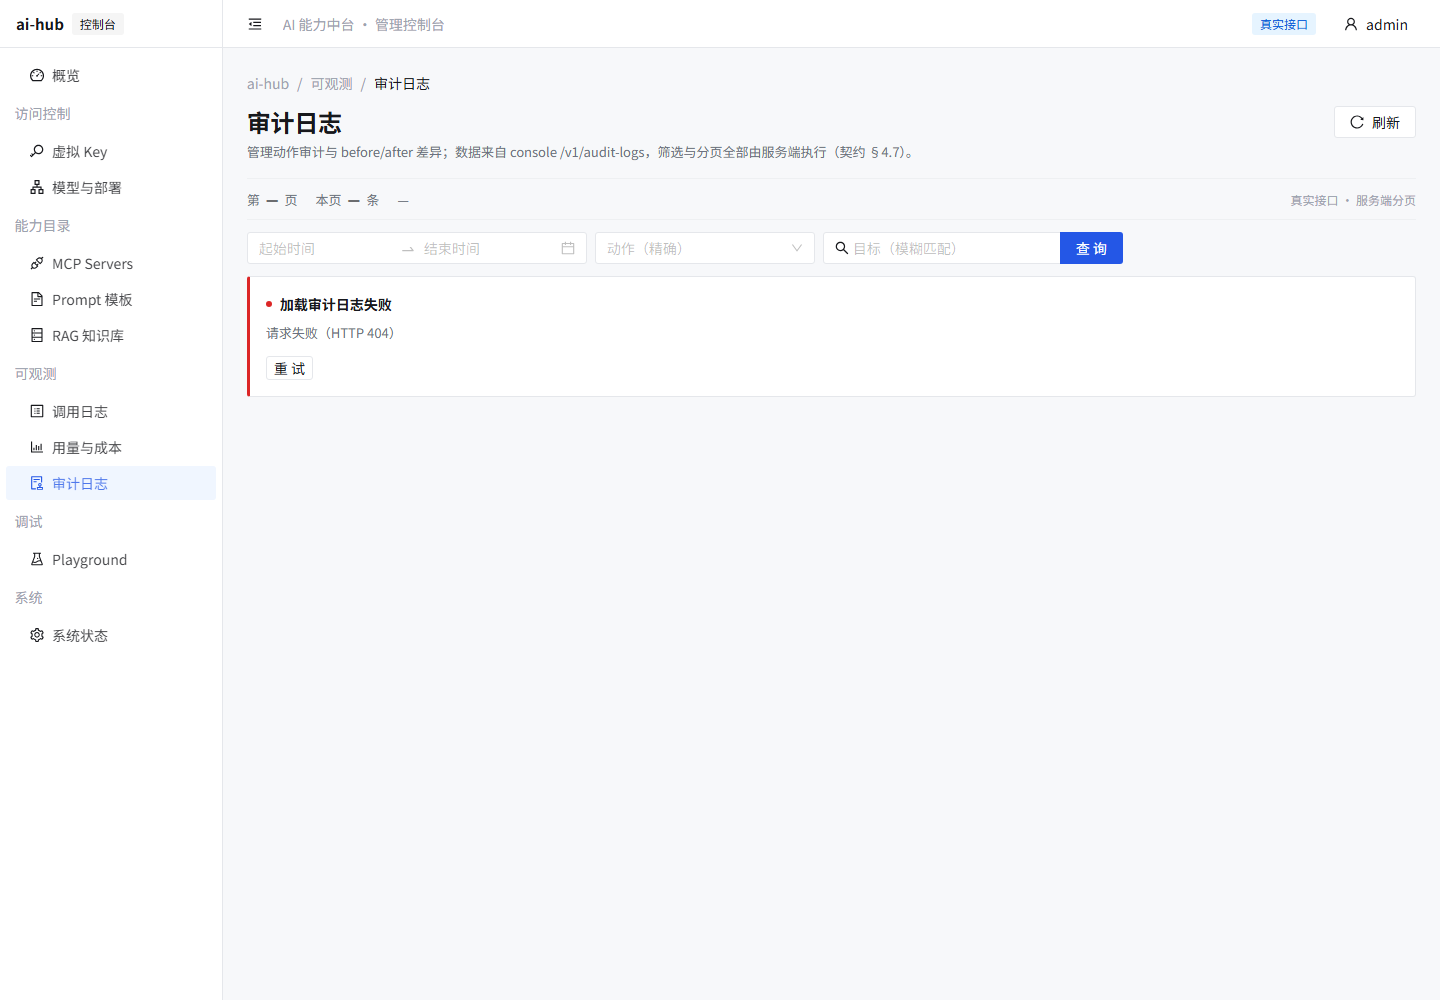 ai-hub 控制台
AI 能力中台 • 管理控制台
真实接口
admin
概览
访问控制
虚拟 Key
模型与部署
能力目录
MCP Servers
Prompt 模板
RAG 知识库
可观测
调用日志
用量与成本
审计日志
调试
Playground
系统
系统状态
ai-hub / 可观测 / 审计日志
审计日志
刷新
管理动作审计与 before/after 差异；数据来自 console /v1/audit-logs，筛选与分页全部由服务端执行（契约 §4.7）。
第 — 页 本页 — 条 —
真实接口 • 服务端分页
起始时间 → 结束时间
动作（精确）
目标（模糊匹配）
查 询
加载审计日志失败
请求失败（HTTP 404）
重 试